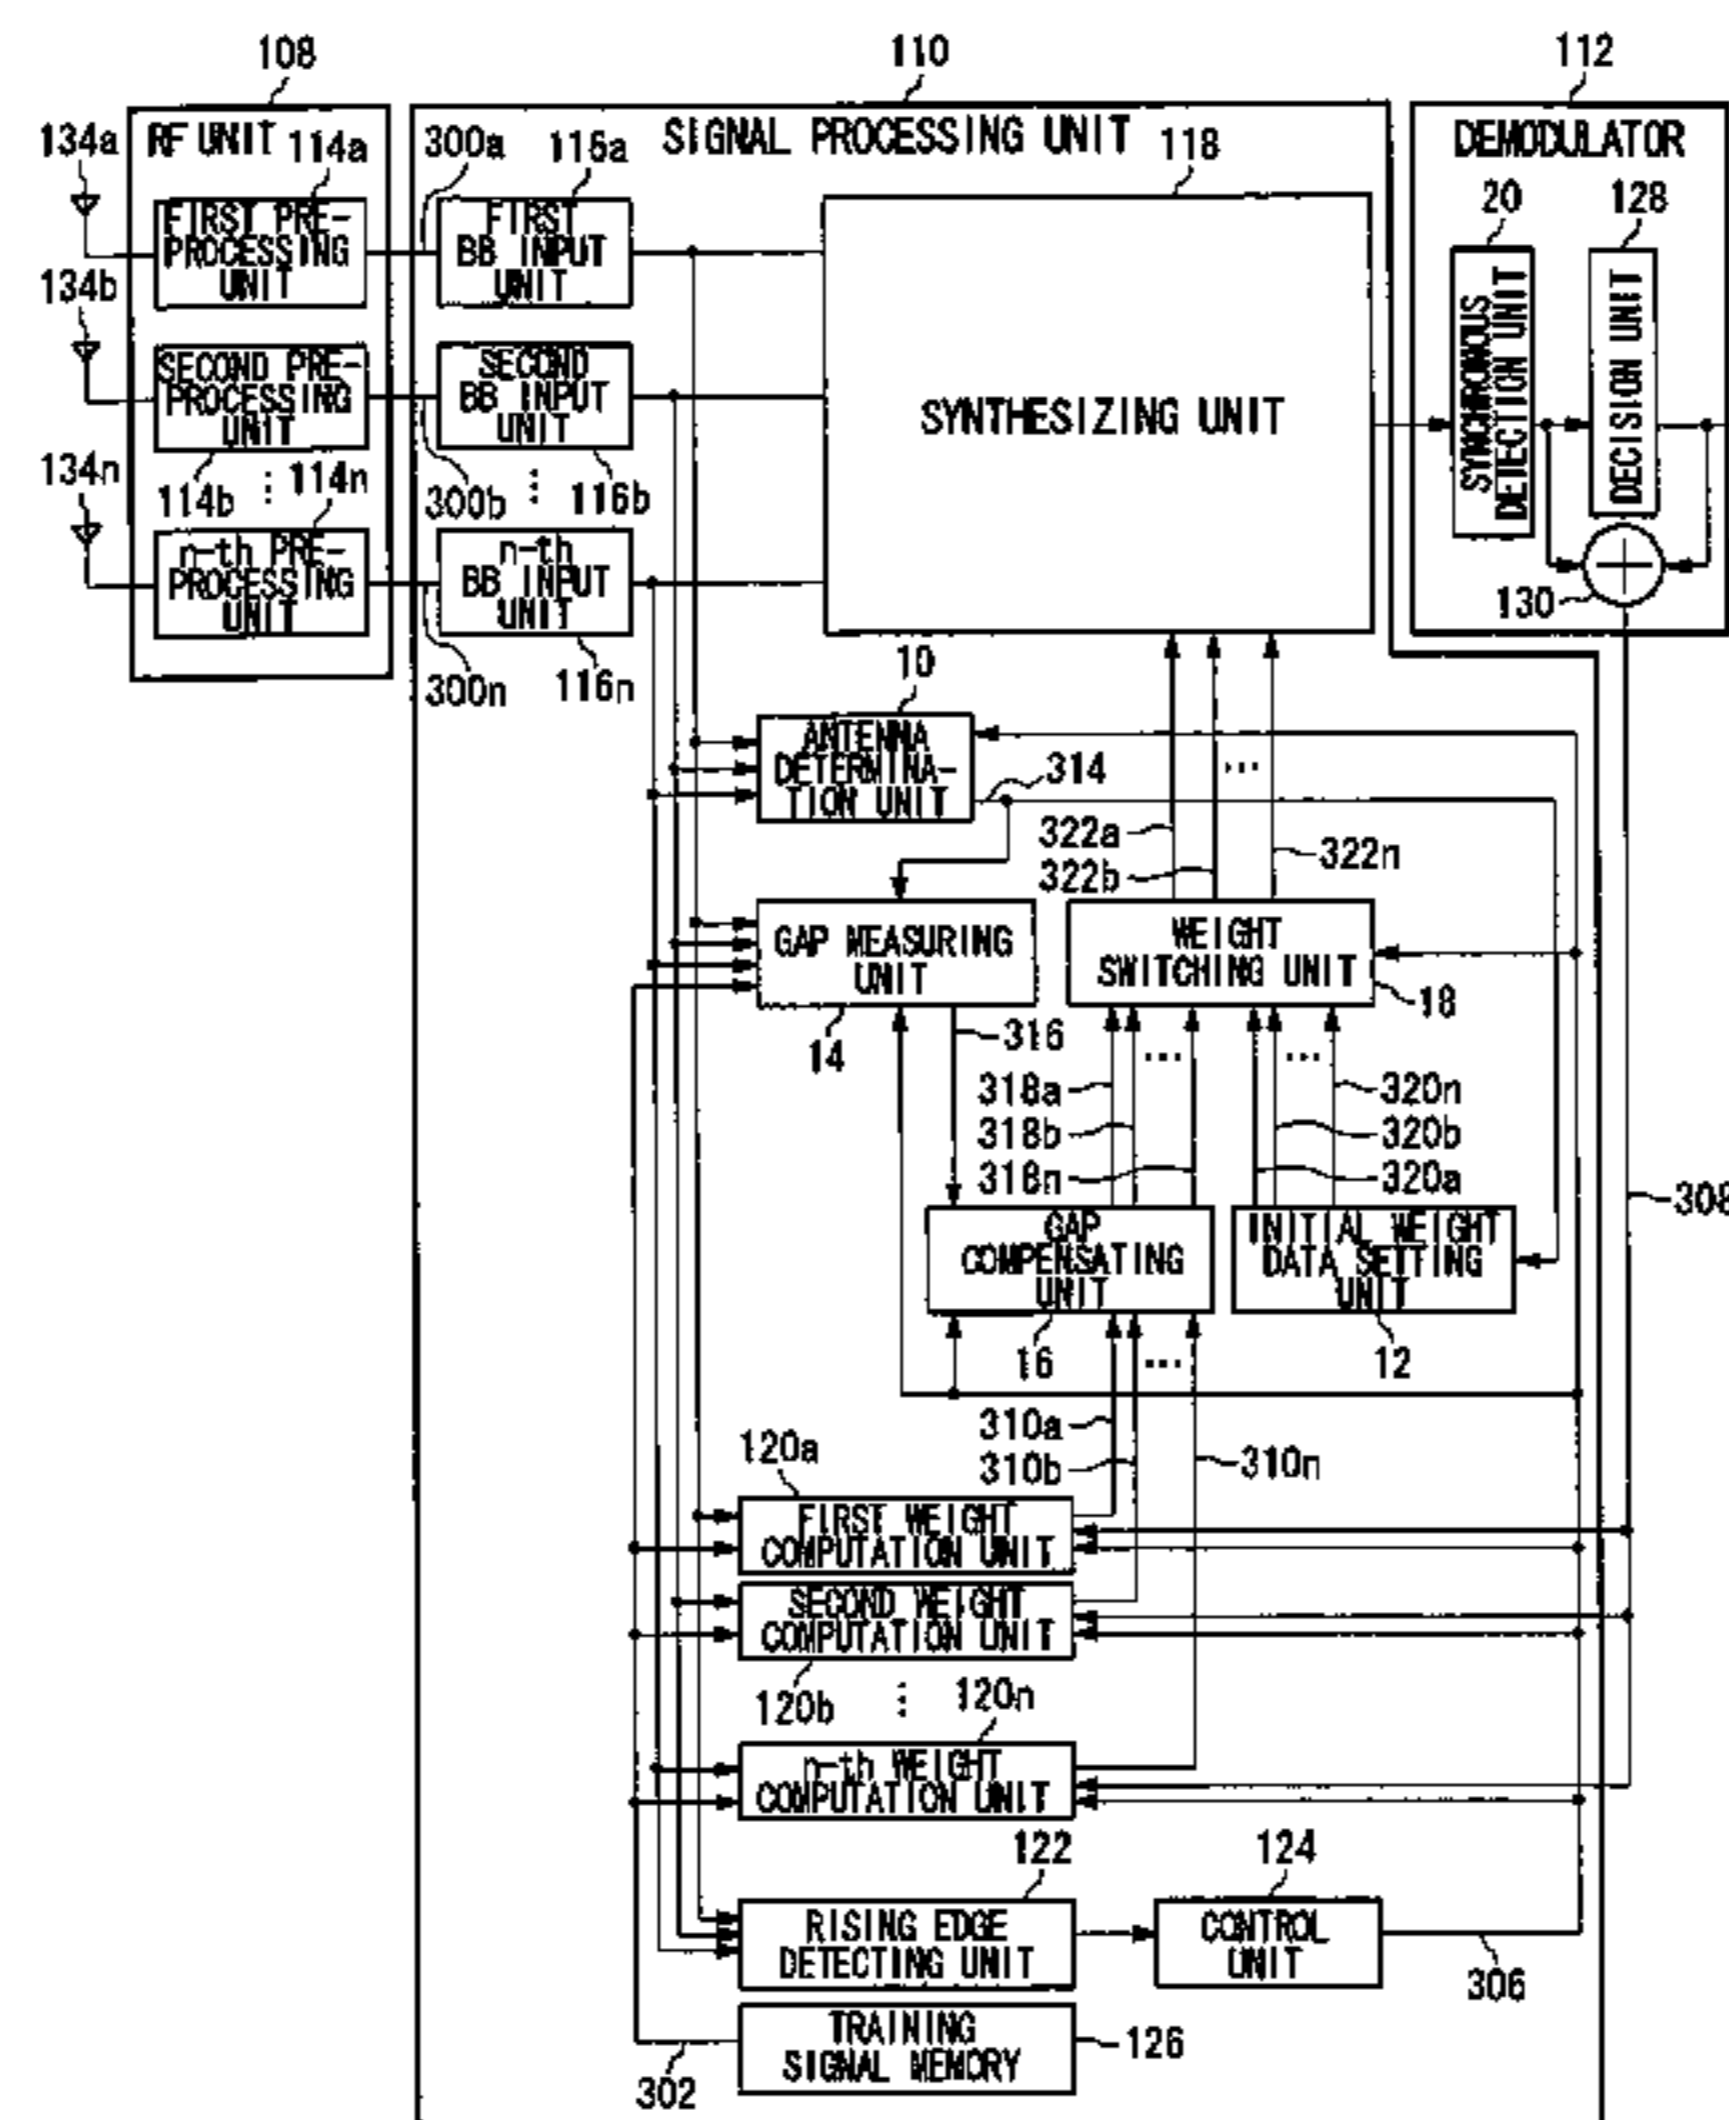 108
110
112
134a
RF UNIT
114a
300a
116a
SIGNAL PROCESSING UNIT
118
DEMODULATOR
FIRST PRE-
PROCESSING
UNIT
FIRST
BB INPUT
UNIT
20
128
134b
SECOND PRE-
PROCESSING
UNIT
SECOND
BB INPUT
UNIT
SYNTHESIZING UNIT
SYNCHRONOUS
DETECTION UNIT
DECISION UNIT
134n
114b
114n
300b
116b
n-th PRE-
PROCESSING
UNIT
n-th
BB INPUT
UNIT
130
300n
116n
10
ANTENNA
DETERMINA-
TION UNIT
314
322a
322b
322n
GAP MEASURING
UNIT
WEIGHT
SWITCHING UNIT
18
14
316
318a
318b
318n
320n
320b
320a
308
GAP
COMPENSATING
UNIT
INITIAL WEIGHT
DATA SETTING
UNIT
16
12
310a
310b
310n
120a
FIRST WEIGHT
COMPUTATION UNIT
SECOND WEIGHT
COMPUTATION UNIT
120b
120n
n-th WEIGHT
COMPUTATION UNIT
122
124
RISING EDGE
DETECTING UNIT
CONTROL
UNIT
306
TRAINING
SIGNAL MEMORY
126
302